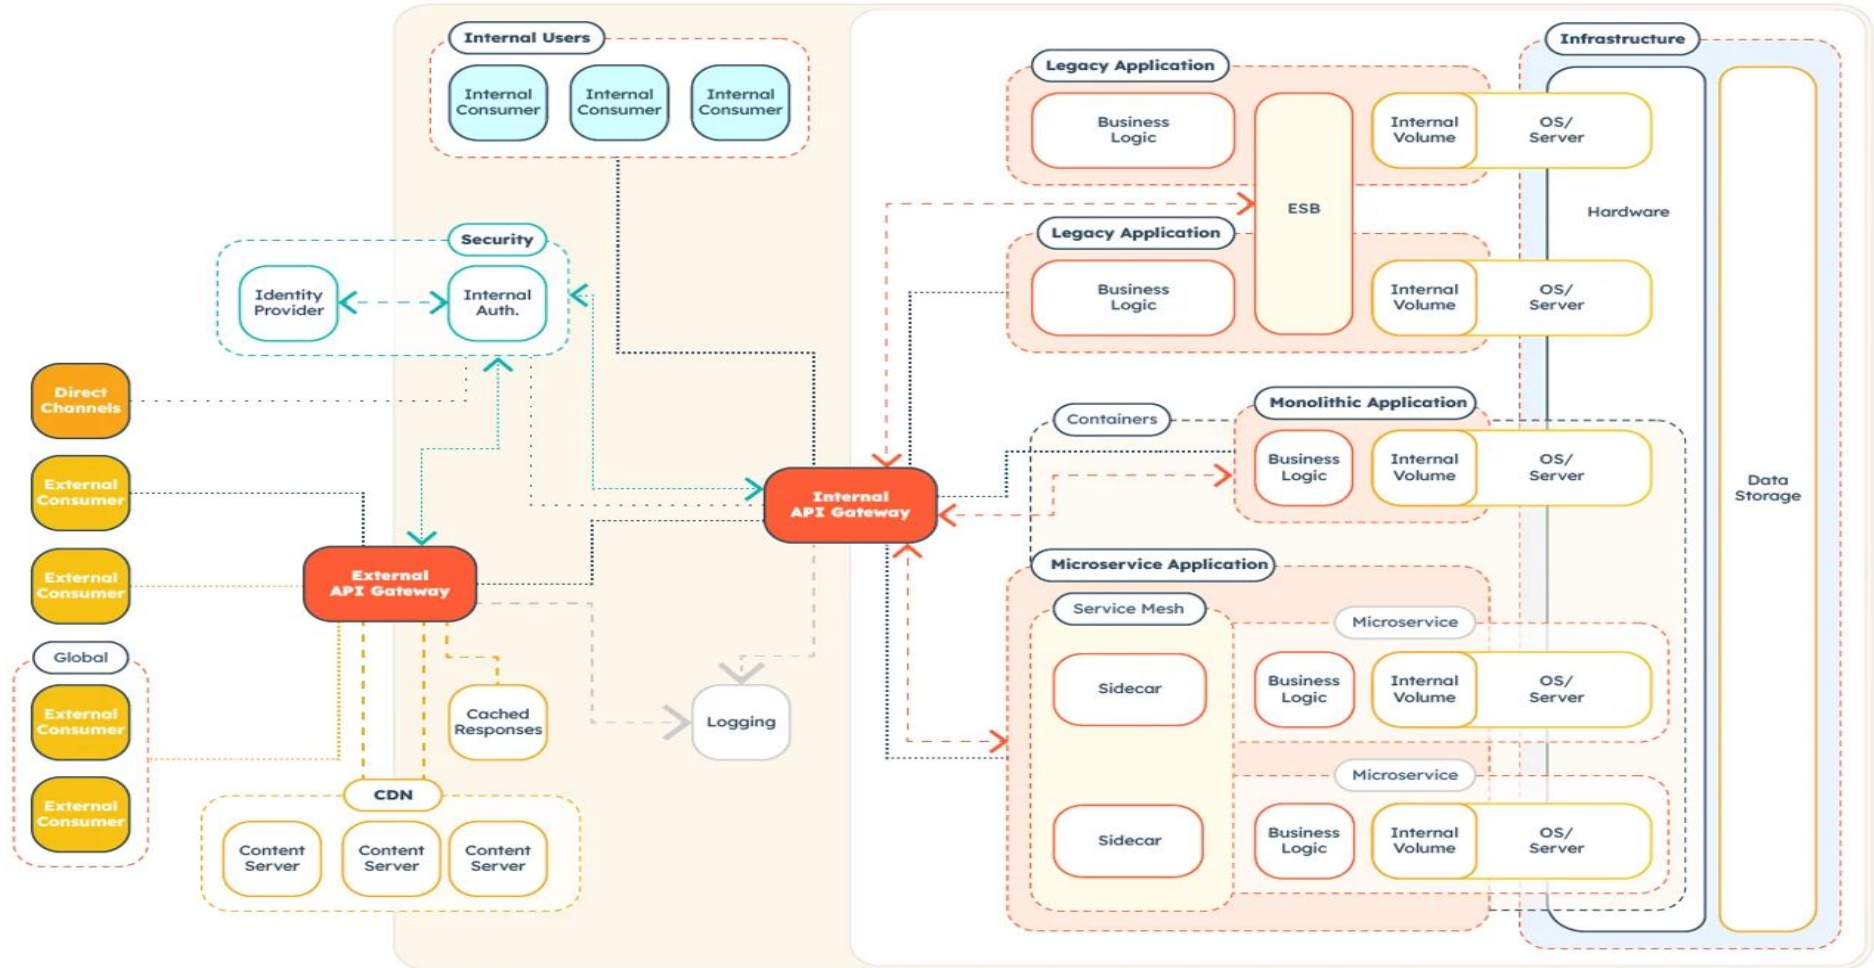 Internal Users
Internal
Consumer
Internal
Consumer
Internal
Consumer
Security
Identity
Provider
Internal
Auth.
Direct
Channels
External
Consumer
External
Consumer
Global
External
Consumer
External
Consumer
External
API Gateway
Cached
Responses
CDN
Content
Server
Content
Server
Content
Server
Logging
Internal
API Gateway
Legacy Application
Business
Logic
ESB
Internal
Volume
OS/
Server
Legacy Application
Business
Logic
Internal
Volume
OS/
Server
Containers
Monolithic Application
Business
Logic
Internal
Volume
OS/
Server
Microservice Application
Service Mesh
Sidecar
Sidecar
Microservice
Business
Logic
Internal
Volume
OS/
Server
Microservice
Business
Logic
Internal
Volume
OS/
Server
Infrastructure
Hardware
Data
Storage